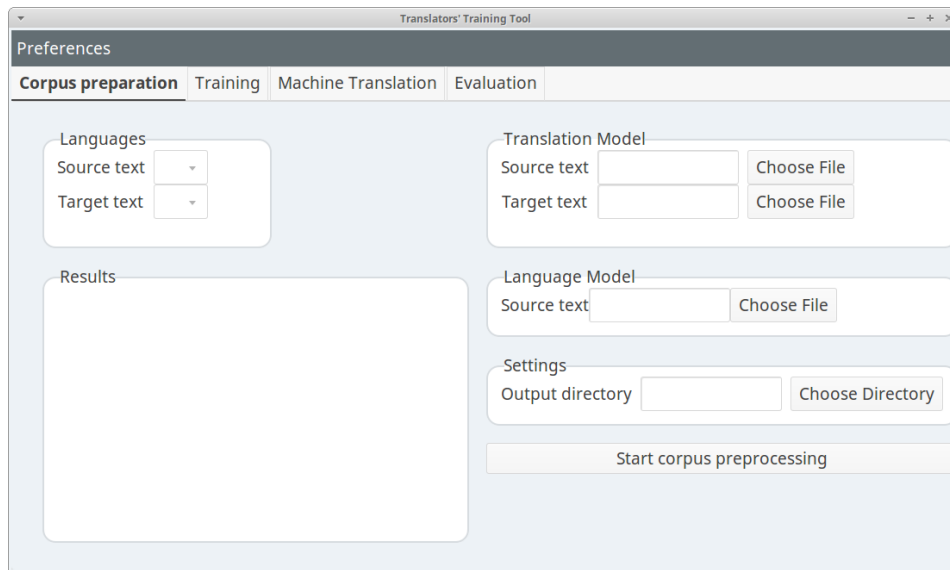 Translators' Training Tool
Preferences
Corpus preparation Training Machine Translation Evaluation
Languages
Source text
Target text
Translation Model
Source text Choose File
Target text Choose File
Results
Language Model
Source text Choose File
Settings
Output directory Choose Directory
Start corpus preprocessing